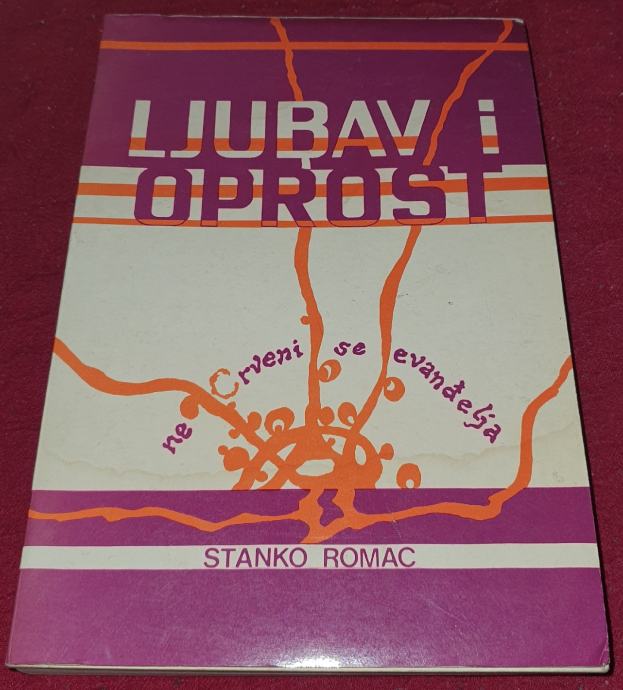 LJUBAV i
OPROST
ne Crveni se evanđelja
STANKO ROMAC